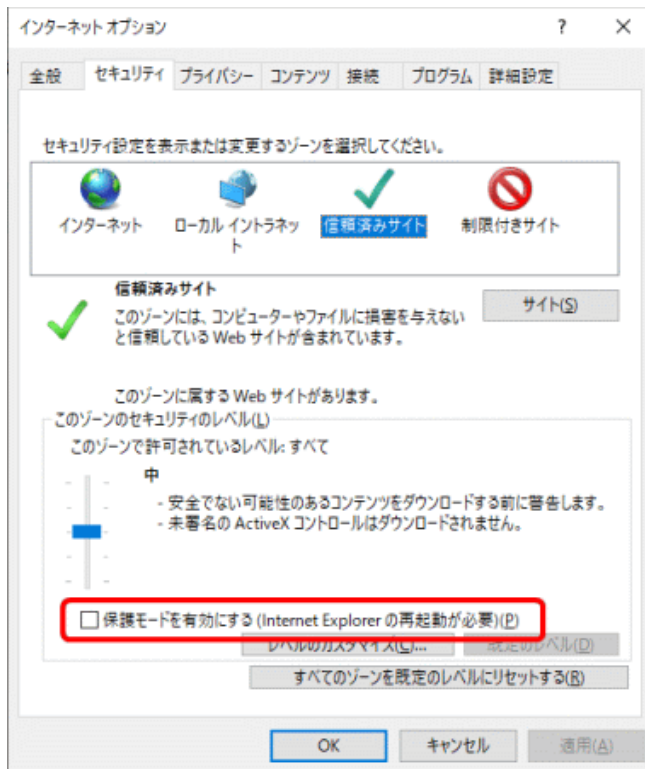 インターネット オプション
? ×
全般 セキュリティ プライバシー コンテンツ 接続 プログラム 詳細設定
セキュリティ設定を表示または変更するゾーンを選択してください。
インターネット ローカル イントラネッ
ト 信頼済みサイト 制限付きサイト
信頼済みサイト
このゾーンには、コンピューターやファイルに損害を与えない
と信頼している Web サイトが含まれています。
サイト(S)
このゾーンに属する Web サイトがあります。
このゾーンのセキュリティのレベル(L)
このゾーンで許可されているレベル: すべて
中
- 安全でない可能性のあるコンテンツをダウンロードする前に警告します。
- 未署名の ActiveX コントロールはダウンロードされません。
保護モードを有効にする (Internet Explorer の再起動が必要)(P)
レベルのカスタマイズ(C)... 既定のレベル(D)
すべてのゾーンを既定のレベルにリセットする(R)
OK キャンセル 適用(A)